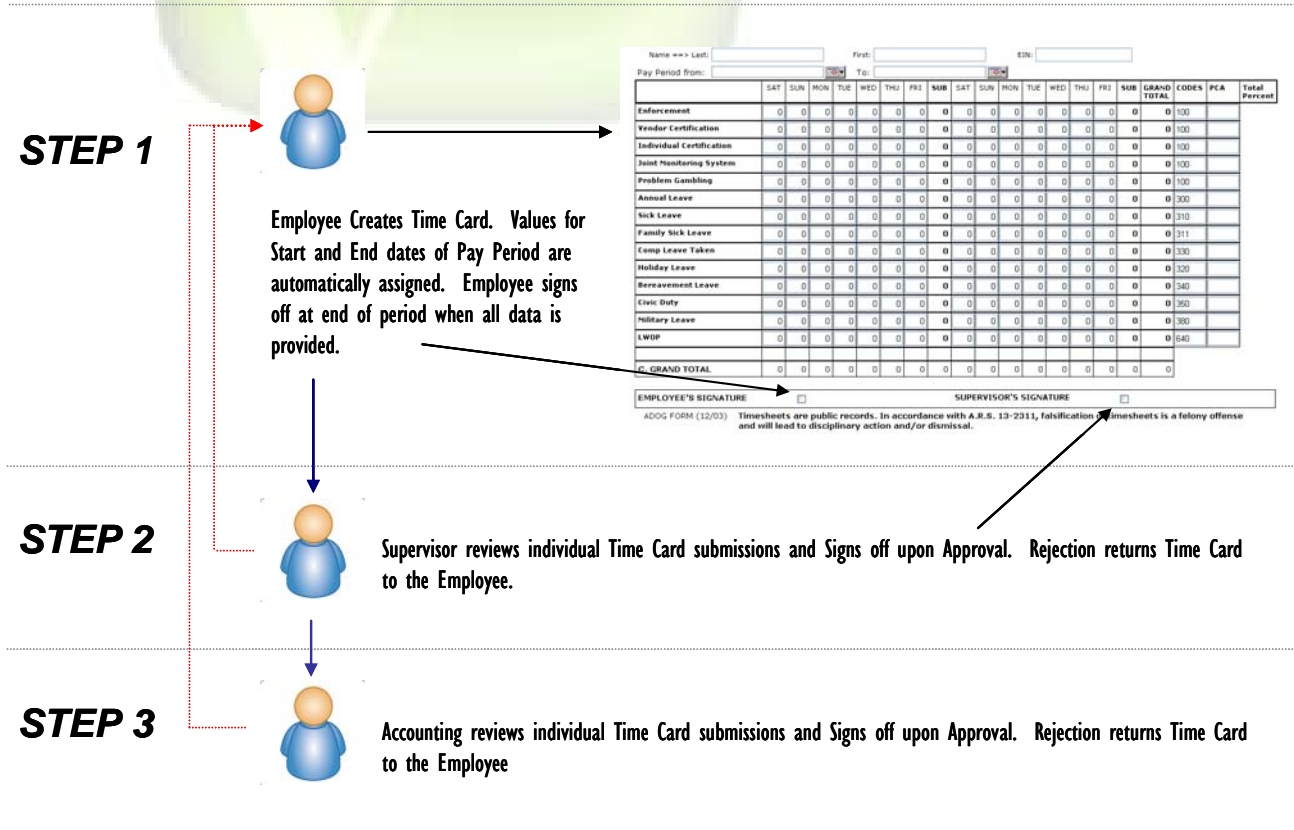 Name ==> Last: First: EIN:
Pay Period from: To:
SAT SUN MON TUE WED THU FRI SUB SAT SUN MON TUE WED THU FRI SUB GRAND TOTAL CODES PCA Total Percent
Enforcement 0 0 0 0 0 0 0 0 0 0 0 0 0 0 0 0 0 100
Vendor Certification 0 0 0 0 0 0 0 0 0 0 0 0 0 0 0 0 0 100
Individual Certification 0 0 0 0 0 0 0 0 0 0 0 0 0 0 0 0 0 100
STEP 1
Joint Monitoring System 0 0 0 0 0 0 0 0 0 0 0 0 0 0 0 0 0 100
Problem Gambling 0 0 0 0 0 0 0 0 0 0 0 0 0 0 0 0 0 100
Annual Leave 0 0 0 0 0 0 0 0 0 0 0 0 0 0 0 0 0 300
Sick Leave 0 0 0 0 0 0 0 0 0 0 0 0 0 0 0 0 0 310
Family Sick Leave 0 0 0 0 0 0 0 0 0 0 0 0 0 0 0 0 0 311
Comp Leave Taken 0 0 0 0 0 0 0 0 0 0 0 0 0 0 0 0 0 330
Holiday Leave 0 0 0 0 0 0 0 0 0 0 0 0 0 0 0 0 0 320
Bereavement Leave 0 0 0 0 0 0 0 0 0 0 0 0 0 0 0 0 0 340
Civic Duty 0 0 0 0 0 0 0 0 0 0 0 0 0 0 0 0 0 350
Military Leave 0 0 0 0 0 0 0 0 0 0 0 0 0 0 0 0 0 380
LWOP 0 0 0 0 0 0 0 0 0 0 0 0 0 0 0 0 0 640
G. GRAND TOTAL 0 0 0 0 0 0 0 0 0 0 0 0 0 0 0 0 0
EMPLOYEE'S SIGNATURE SUPERVISOR'S SIGNATURE
ADOG FORM (12/03) Timesheets are public records. In accordance with A.R.S. 13-2311, falsification of timesheets is a felony offense
and will lead to disciplinary action and/or dismissal.
Employee Creates Time Card. Values for
Start and End dates of Pay Period are
automatically assigned. Employee signs
off at end of period when all data is
provided.
STEP 2
Supervisor reviews individual Time Card submissions and Signs off upon Approval. Rejection returns Time Card
to the Employee.
STEP 3
Accounting reviews individual Time Card submissions and Signs off upon Approval. Rejection returns Time Card
to the Employee